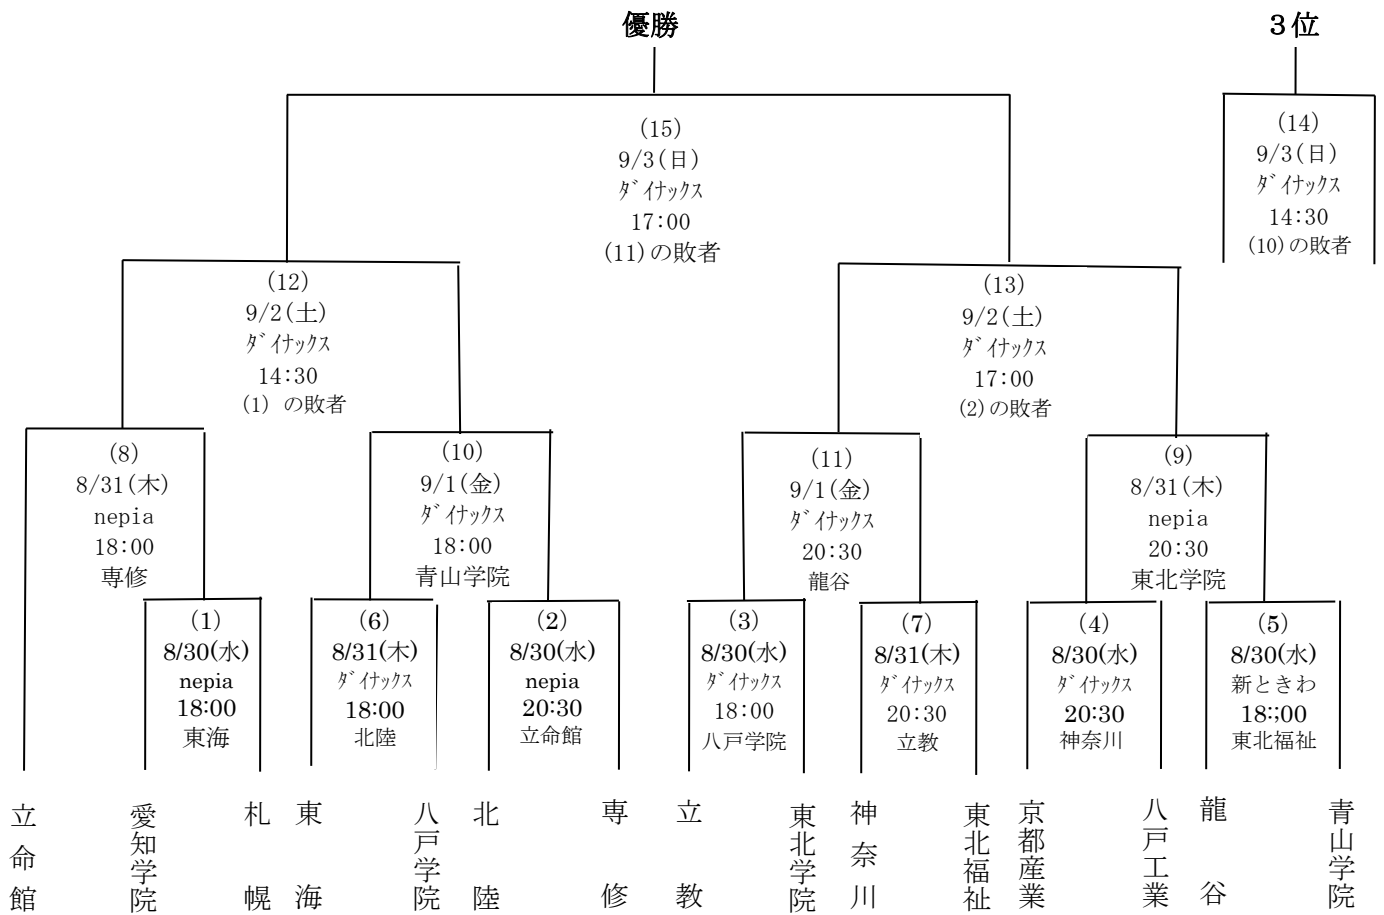 優勝
３位
(15)
9/3(日)
ﾀﾞｲﾅｯｸｽ
17:00
(11)の敗者
(14)
9/3(日)
ﾀﾞｲﾅｯｸｽ
14:30
(10)の敗者
(12)
9/2(土)
ﾀﾞｲﾅｯｸｽ
14:30
(1) の敗者
(13)
9/2(土)
ﾀﾞｲﾅｯｸｽ
17:00
(2)の敗者
(8)
8/31(木)
nepia
18:00
専修
(10)
9/1(金)
ﾀﾞｲﾅｯｸｽ
18:00
青山学院
(11)
9/1(金)
ﾀﾞｲﾅｯｸｽ
20:30
龍谷
(9)
8/31(木)
nepia
20:30
東北学院
(1)
8/30(水)
nepia
18:00
東海
(6)
8/31(木)
ﾀﾞｲﾅｯｸｽ
18:00
北陸
(2)
8/30(水)
nepia
20:30
立命館
(3)
8/30(水)
ﾀﾞｲﾅｯｸｽ
18:00
八戸学院
(7)
8/31(木)
ﾀﾞｲﾅｯｸｽ
20:30
立教
(4)
8/30(水)
ﾀﾞｲﾅｯｸｽ
20:30
神奈川
(5)
8/30(水)
新ときわ
18:;00
東北福祉
立命館
愛知学院
札幌
東海
八戸学院
北陸
専修
立教
東北学院
神奈川
東北福祉
京都産業
八戸工業
龍谷
青山学院